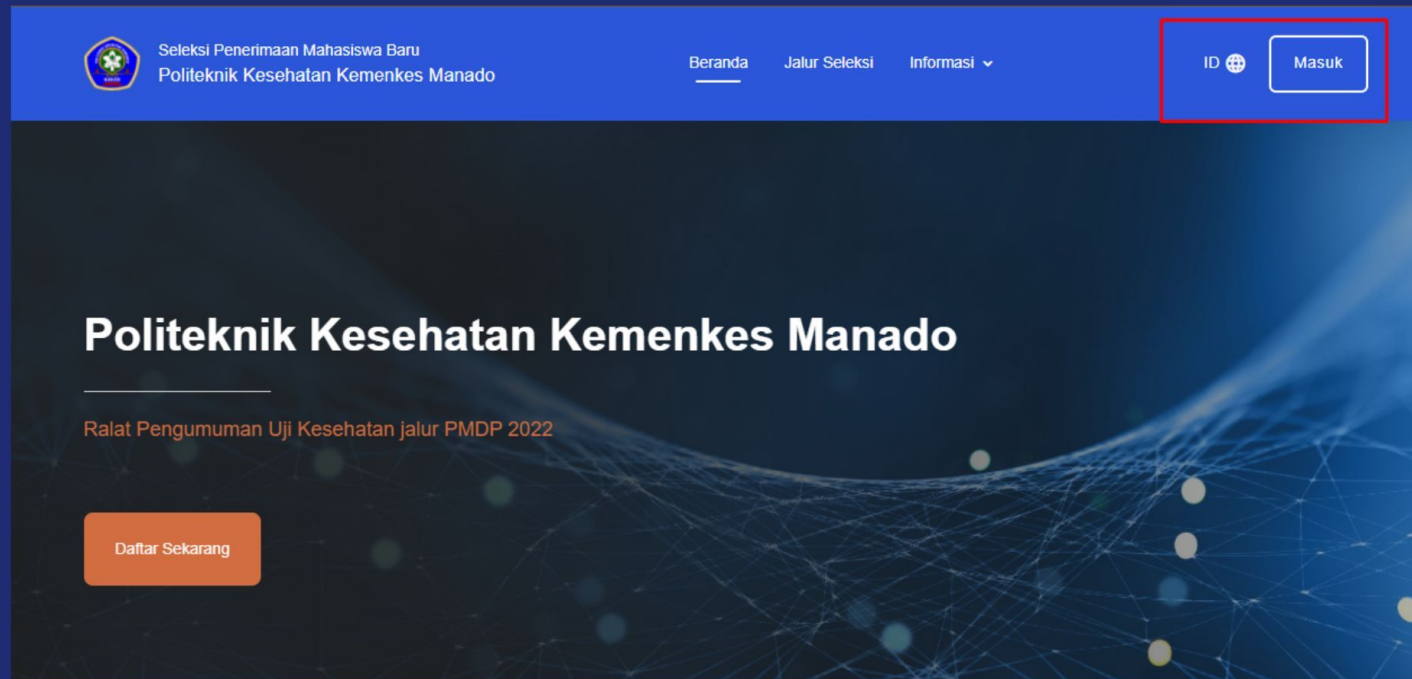 Seleksi Penerimaan Mahasiswa Baru
Politeknik Kesehatan Kemenkes Manado
Beranda Jalur Seleksi Informasi
ID
Masuk
Politeknik Kesehatan Kemenkes Manado
Ralat Pengumuman Uji Kesehatan jalur PMDP 2022
Daftar Sekarang